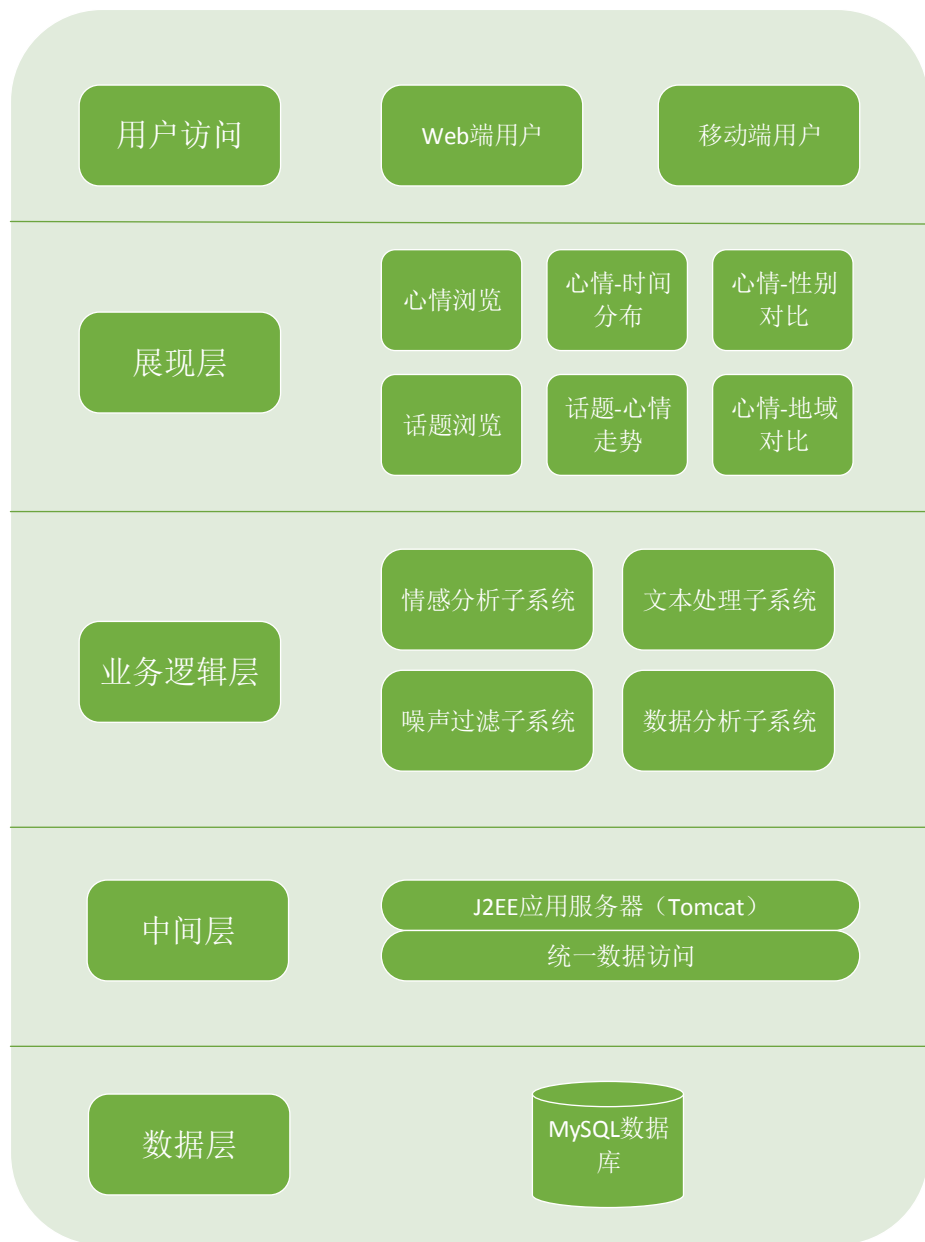 用户访问
Web端用户
移动端用户
展现层
心情浏览
心情-时间
分布
心情-性别
对比
话题浏览
话题-心情
走势
心情-地域
对比
业务逻辑层
情感分析子系统
文本处理子系统
噪声过滤子系统
数据分析子系统
中间层
J2EE应用服务器（Tomcat）
统一数据访问
数据层
MySQL数据
库